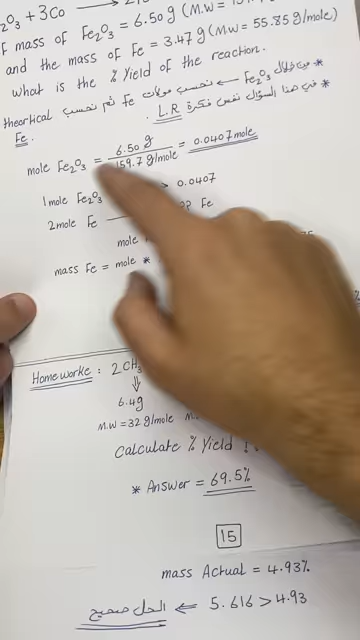 ₂O₃ + 3Co ⟶
mass of Fe₂O₃ = 6.50 g (M.W =
and the mass of Fe = 3.47 g (M.W = 55.85 g/mole)
what is the % Yield of the reaction.
* من خلال Fe₂O₃ ← نحسب مولات Fe ثم نحسب theortical Fe.
* في هذا السؤال نفس فكرة L.R
mole Fe₂O₃ = 6.50 g / 159.7 g/mole = 0.0407 mole
1mole Fe₂O₃ > 0.0407
2mole Fe Fe
mole
mass Fe = mole *
Homeworke : 2CH₃
⇓
6.4g
M.W = 32 g/mole
Calculate % Yield
* Answer = 69.5%
15
mass Actual = 4.93%
5.616 > 4.93 ⇐ الحل صحيح